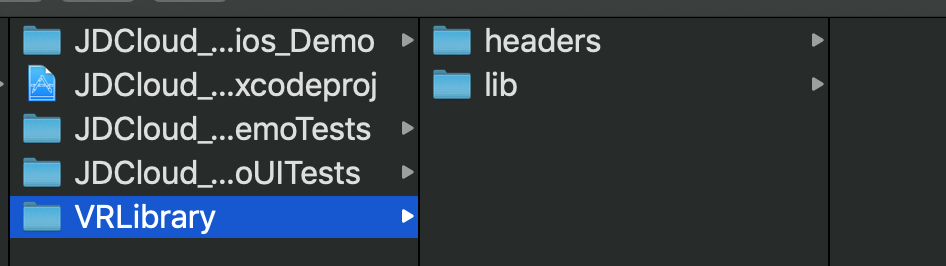 JDCloud_...ios_Demo
JDCloud_...xcodeproj
JDCloud_...emoTests
JDCloud_...oUITests
VRLibrary
headers
lib